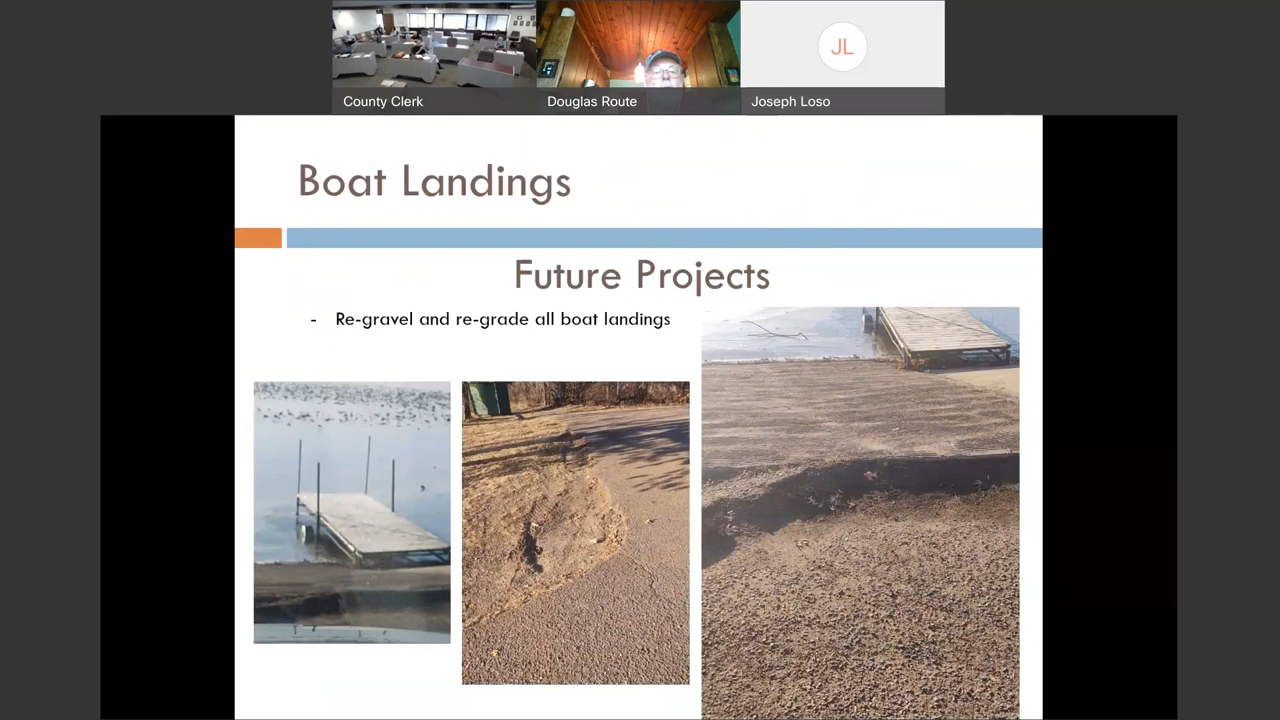 County Clerk
Douglas Route
JL
Joseph Loso
Boat Landings
Future Projects
- Re-gravel and re-grade all boat landings